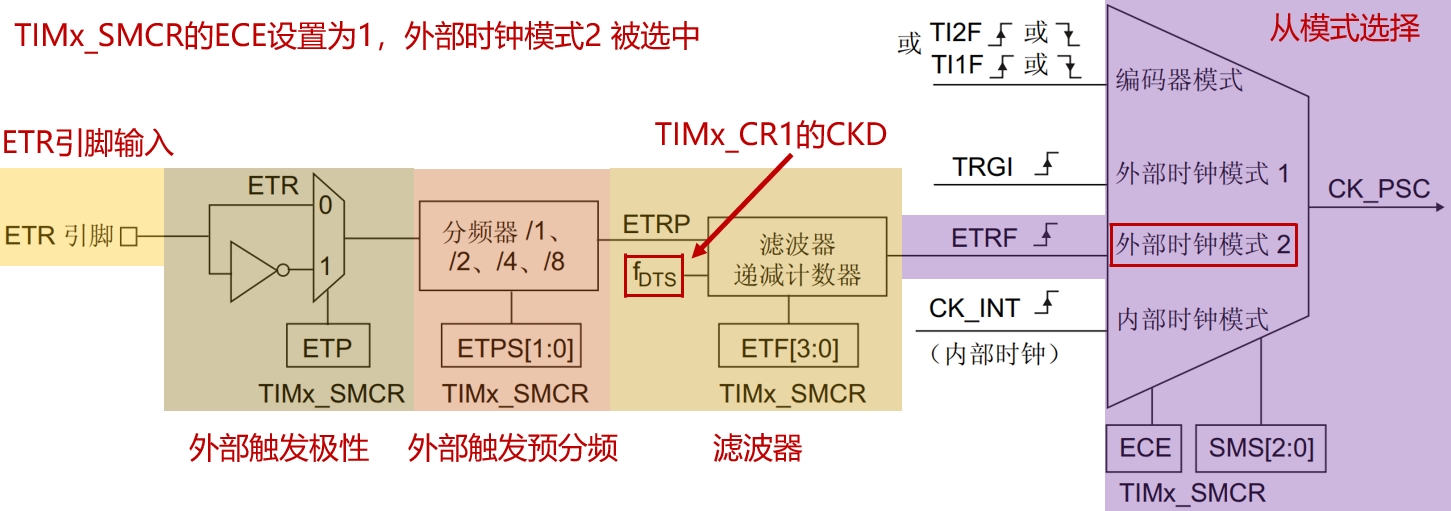 TIMx_SMCR的ECE设置为1，外部时钟模式2 被选中
从模式选择
或
TI2F 或
TI1F 或
编码器模式
ETR引脚输入
TIMx_CR1的CKD
TRGI
外部时钟模式 1
CK_PSC
ETR
0
1
ETR 引脚
分频器 /1、
/2、/4、/8
ETRP
fDTS
滤波器
递减计数器
ETRF
外部时钟模式 2
CK_INT
（内部时钟）
内部时钟模式
ETP
ETPS[1:0]
ETF[3:0]
TIMx_SMCR
TIMx_SMCR
TIMx_SMCR
外部触发极性
外部触发预分频
滤波器
ECE
SMS[2:0]
TIMx_SMCR